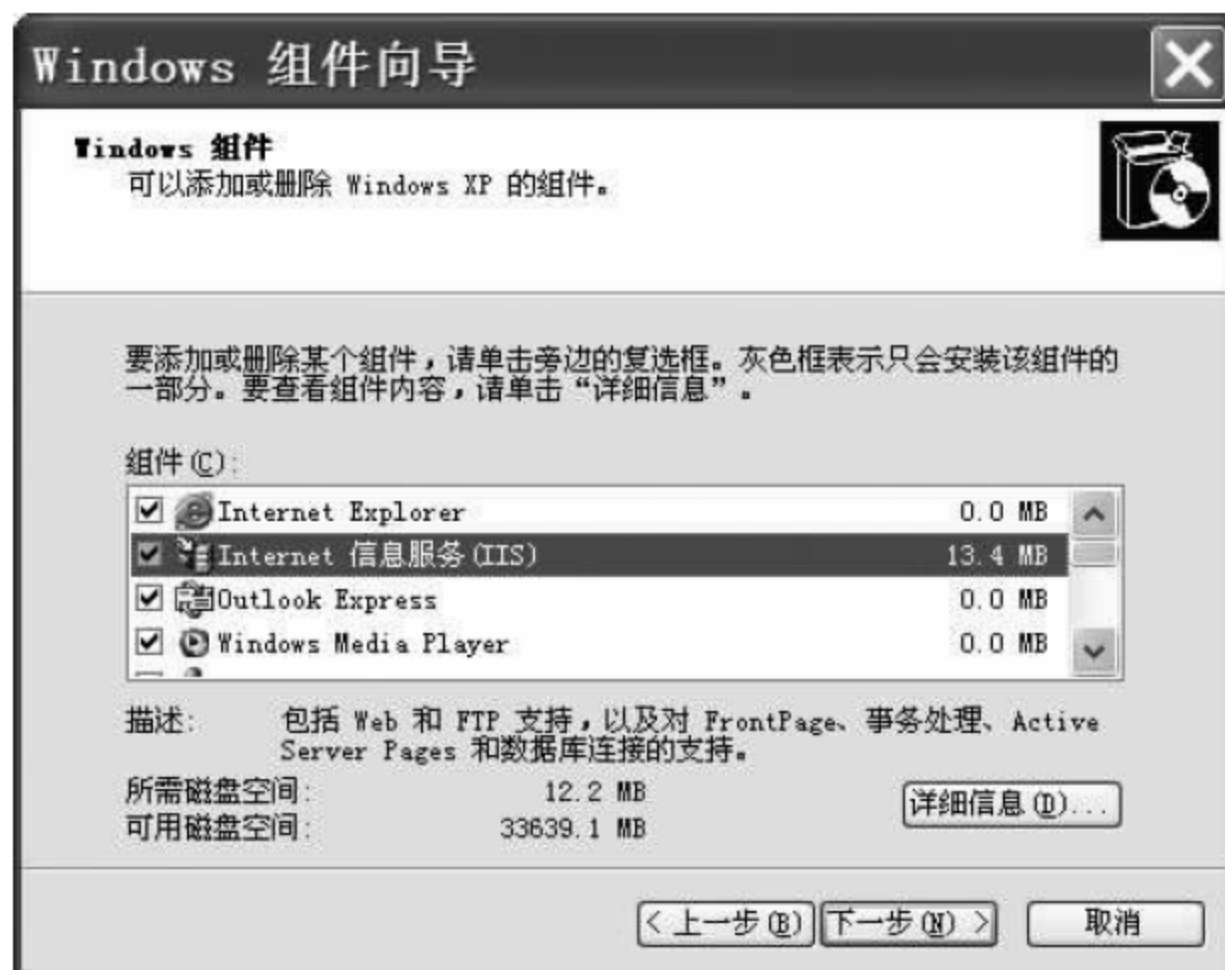 Windows 组件向导
Windows 组件
可以添加或删除 Windows XP 的组件。
要添加或删除某个组件，请单击旁边的复选框。灰色框表示只会安装该组件的
一部分。要查看组件内容，请单击“详细信息”。
组件(C):
Internet Explorer 0.0 MB
Internet 信息服务(IIS) 13.4 MB
Outlook Express 0.0 MB
Windows Media Player 0.0 MB
描述: 包括 Web 和 FTP 支持，以及对 FrontPage、事务处理、Active
Server Pages 和数据库连接的支持。
所需磁盘空间: 12.2 MB
可用磁盘空间: 33639.1 MB
详细信息(D)...
< 上一步(B) 下一步(N) > 取消